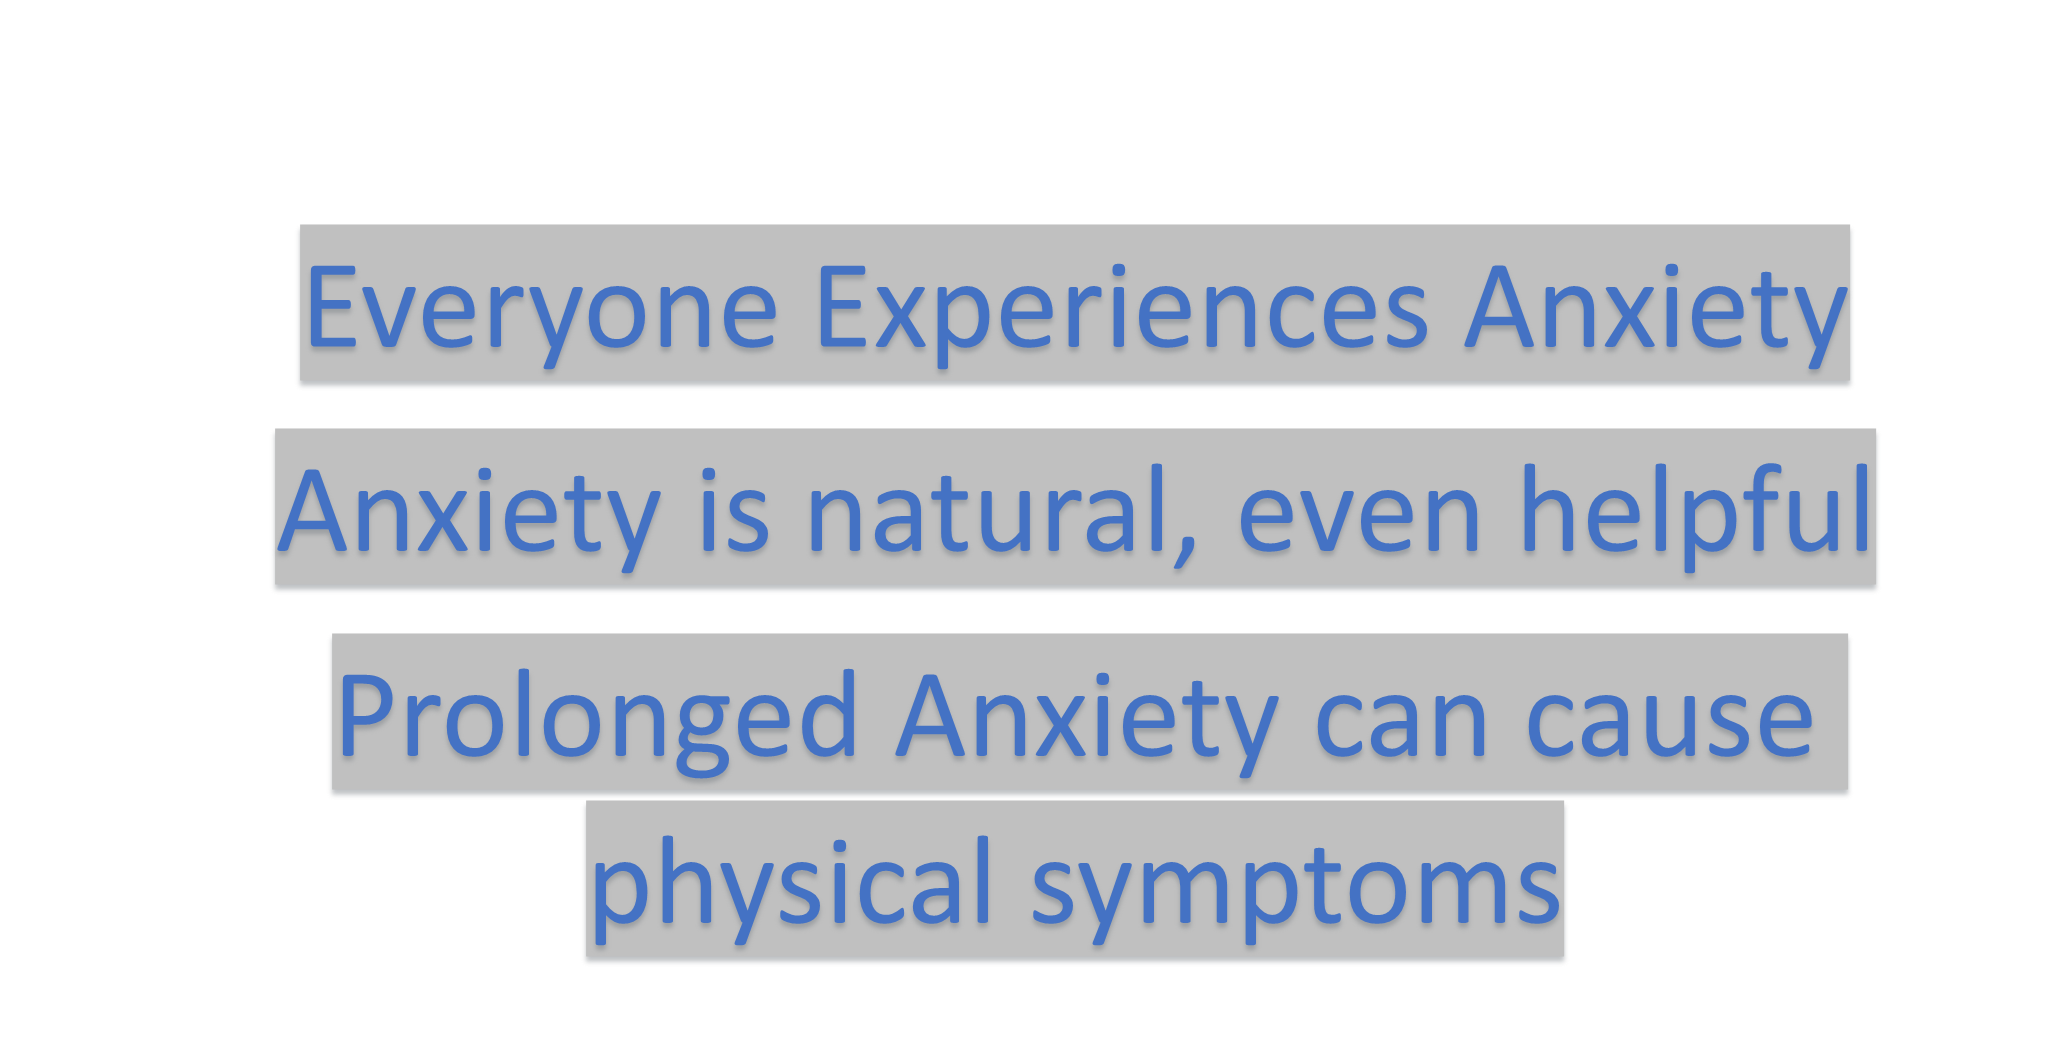 Everyone Experiences Anxiety
Anxiety is natural, even helpful
Prolonged Anxiety can cause
physical symptoms